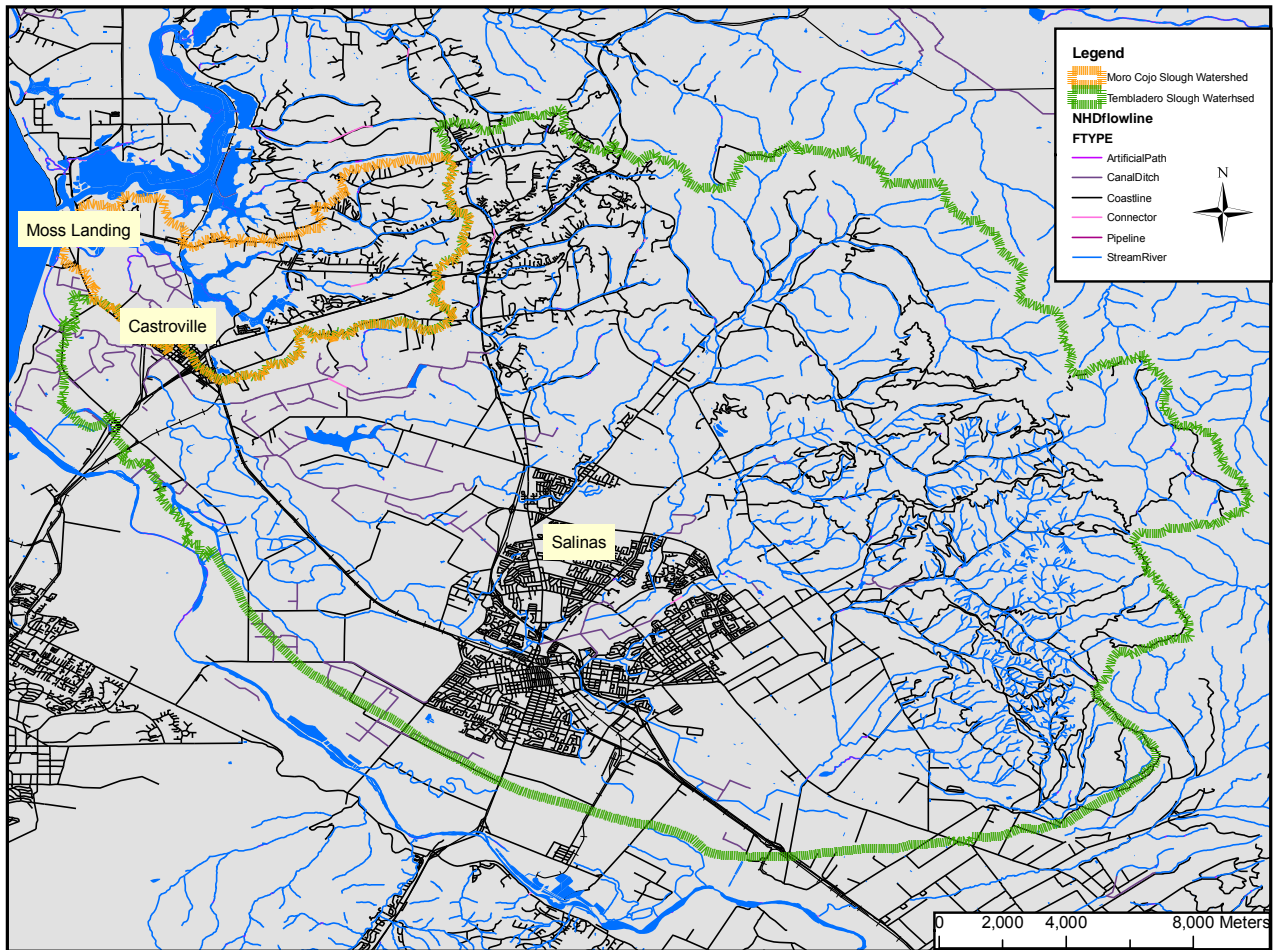 Legend
Moro Cojo Slough Watershed
Tembladero Slough Waterhsed
NHDflowline
FTYPE
ArtificialPath
CanalDitch
Coastline
Connector
Pipeline
StreamRiver
N
Moss Landing
Castroville
Salinas
0 2,000 4,000 8,000 Meters